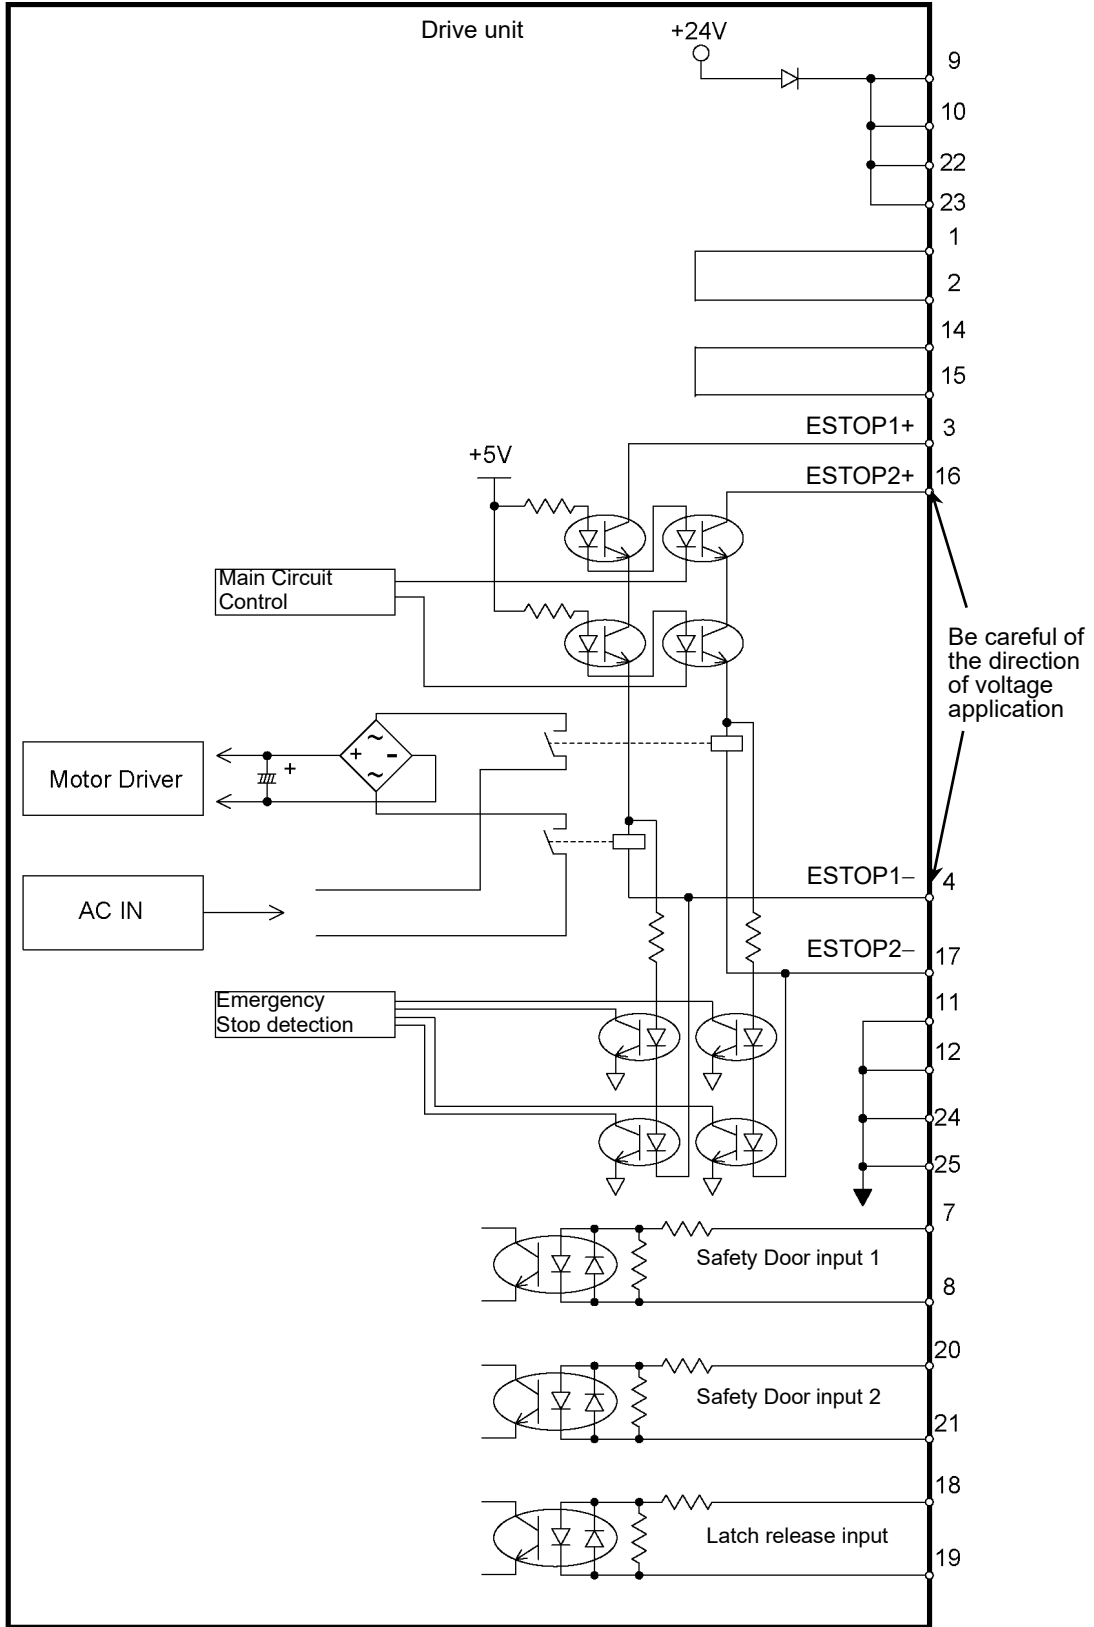 Drive unit
+24V
9
10
22
23
1
2
14
15
ESTOP1+
3
ESTOP2+
16
+5V
Main Circuit
Control
Be careful of
the direction
of voltage
application
Motor Driver
+
~
-
~
+
AC IN
ESTOP1−
4
ESTOP2−
17
Emergency
Stop detection
11
12
24
25
7
Safety Door input 1
8
20
Safety Door input 2
21
18
Latch release input
19